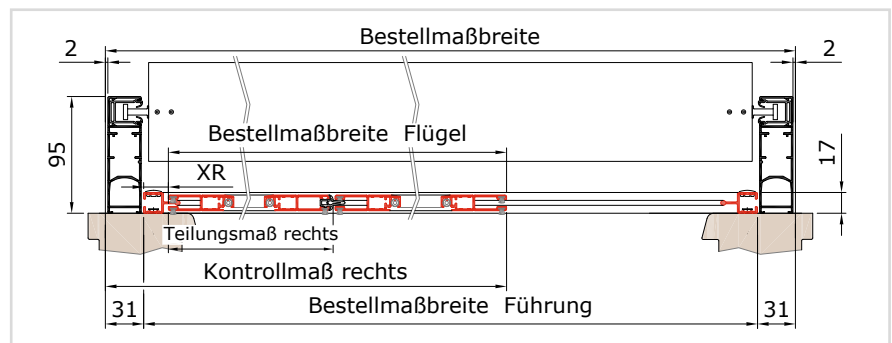 Bestellmaßbreite
2
2
Bestellmaßbreite Flügel
95
XR
17
Teilungsmaß rechts
Kontrollmaß rechts
31
Bestellmaßbreite Führung
31